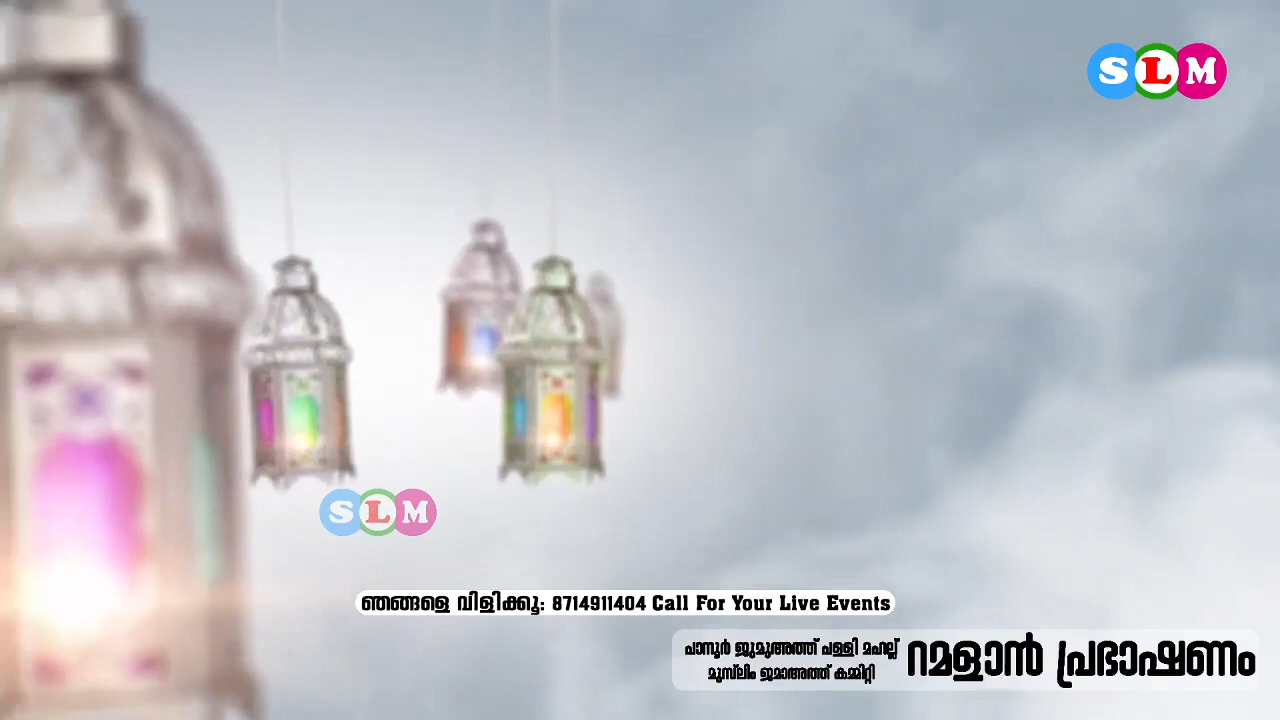 SLM
SLM
ഞങ്ങളെ വിളിക്കൂ: 8714911404 Call For Your Live Events
പാനൂർ ജുമുഅത്ത് പള്ളി മഹല്ല്
മുസ്‌ലിം ജമാഅത്ത് കമ്മിറ്റി
റമളാൻ പ്രഭാഷണം